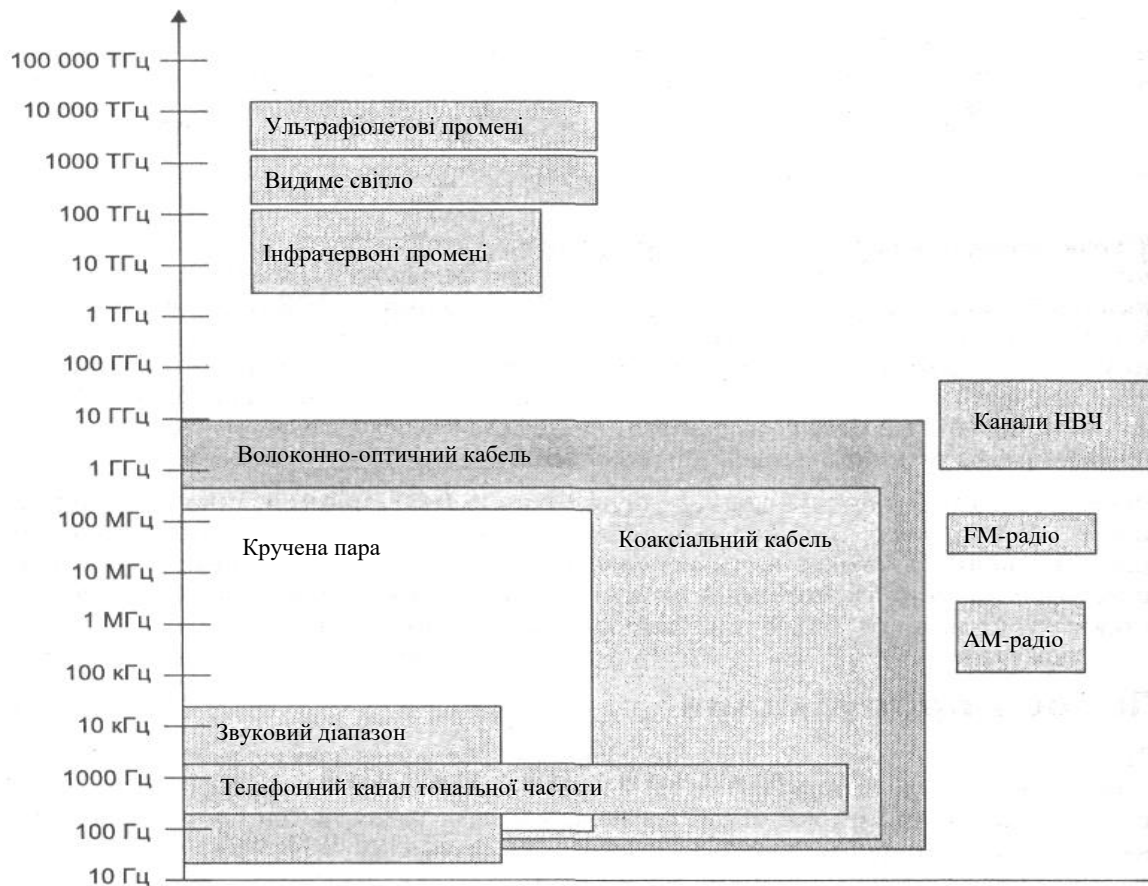 100 000 ТГц
10 000 ТГц
Ультрафіолетові промені
1000 ТГц
Видиме світло
100 ТГц
Інфрачервоні промені
10 ТГц
1 ТГц
100 ГГц
10 ГГц
Канали НВЧ
Волоконно-оптичний кабель
1 ГГц
100 МГц
Кручена пара
Коаксіальний кабель
FM-радіо
10 МГц
1 МГц
АМ-радіо
100 кГц
10 кГц
Звуковий діапазон
1000 Гц
Телефонний канал тональної частоти
100 Гц
10 Гц